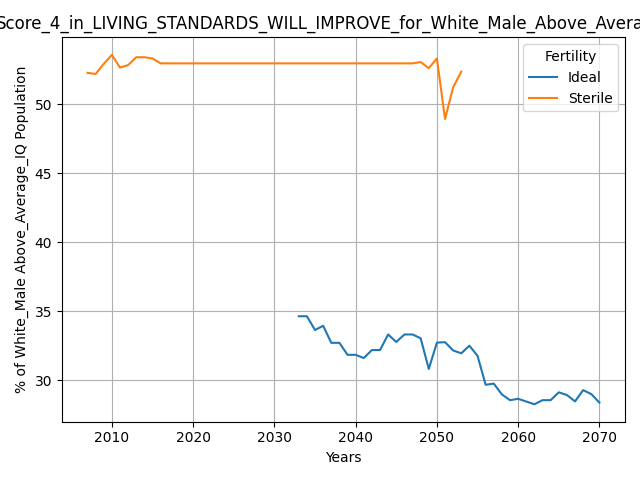 Score_4_in_LIVING_STANDARDS_WILL_IMPROVE_for_White_Male_Above_Avera
% of White_Male Above_Average_IQ Population
50
45
40
35
30
Fertility
Ideal
Sterile
2010 2020 2030 2040 2050 2060 2070
Years